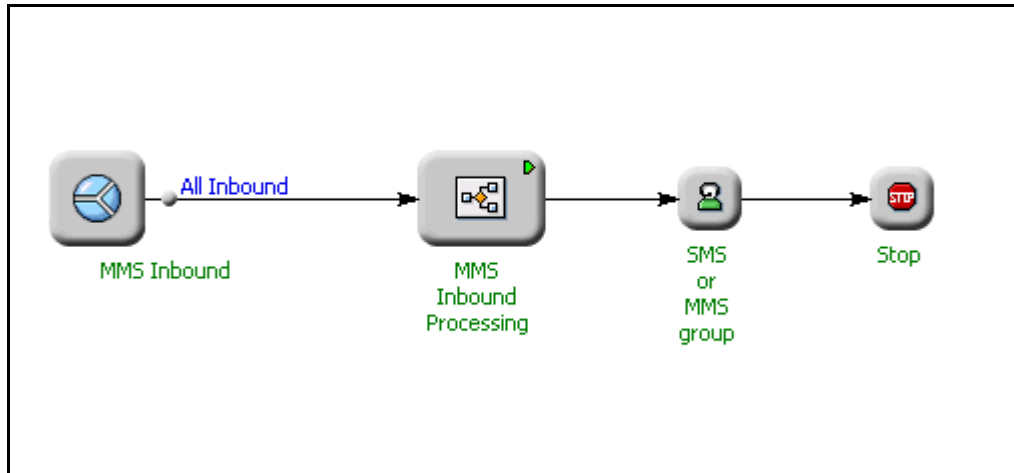 All Inbound
STOP
MMS Inbound
MMS
Inbound
Processing
SMS
or
MMS
group
Stop